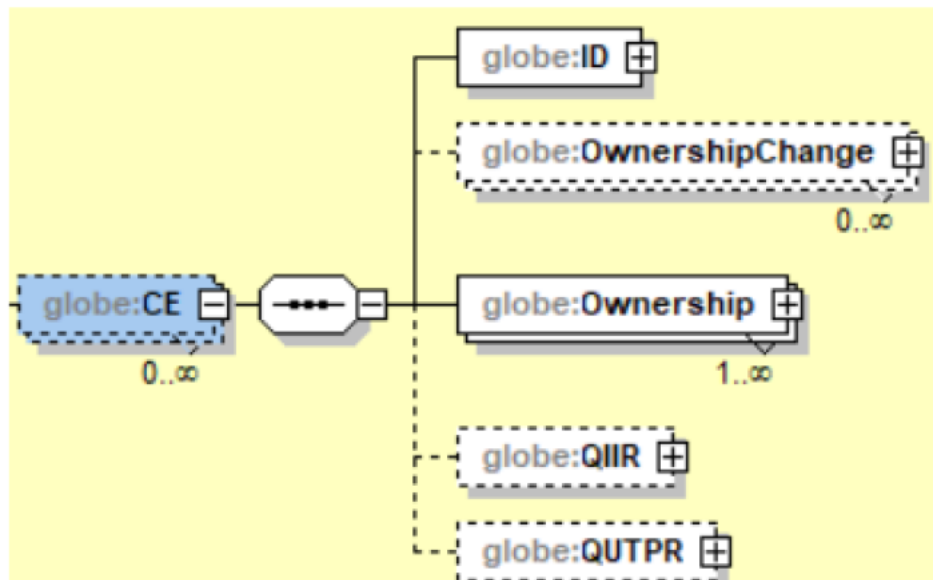 globe:ID
globe:OwnershipChange
0..∞
globe:CE
0..∞
globe:Ownership
1..∞
globe:QIIR
globe:QUTPR